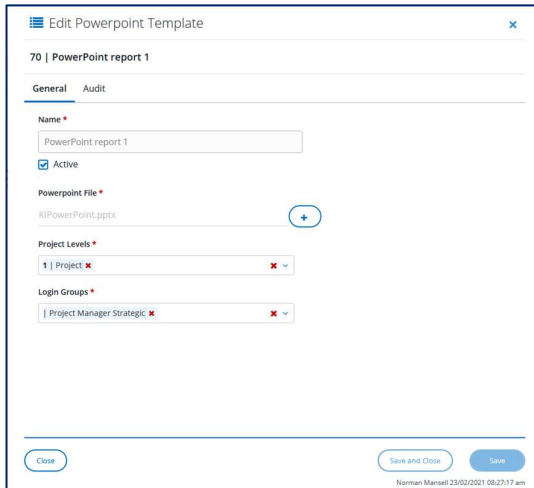 Edit Powerpoint Template
70 | PowerPoint report 1
General Audit
Name *
PowerPoint report 1
Active
Powerpoint File *
KIPowerPoint.pptx
Project Levels *
1 | Project
Login Groups *
| Project Manager Strategic
Close Save and Close Save
Norman Mansell 23/02/2021 08:27:17 am